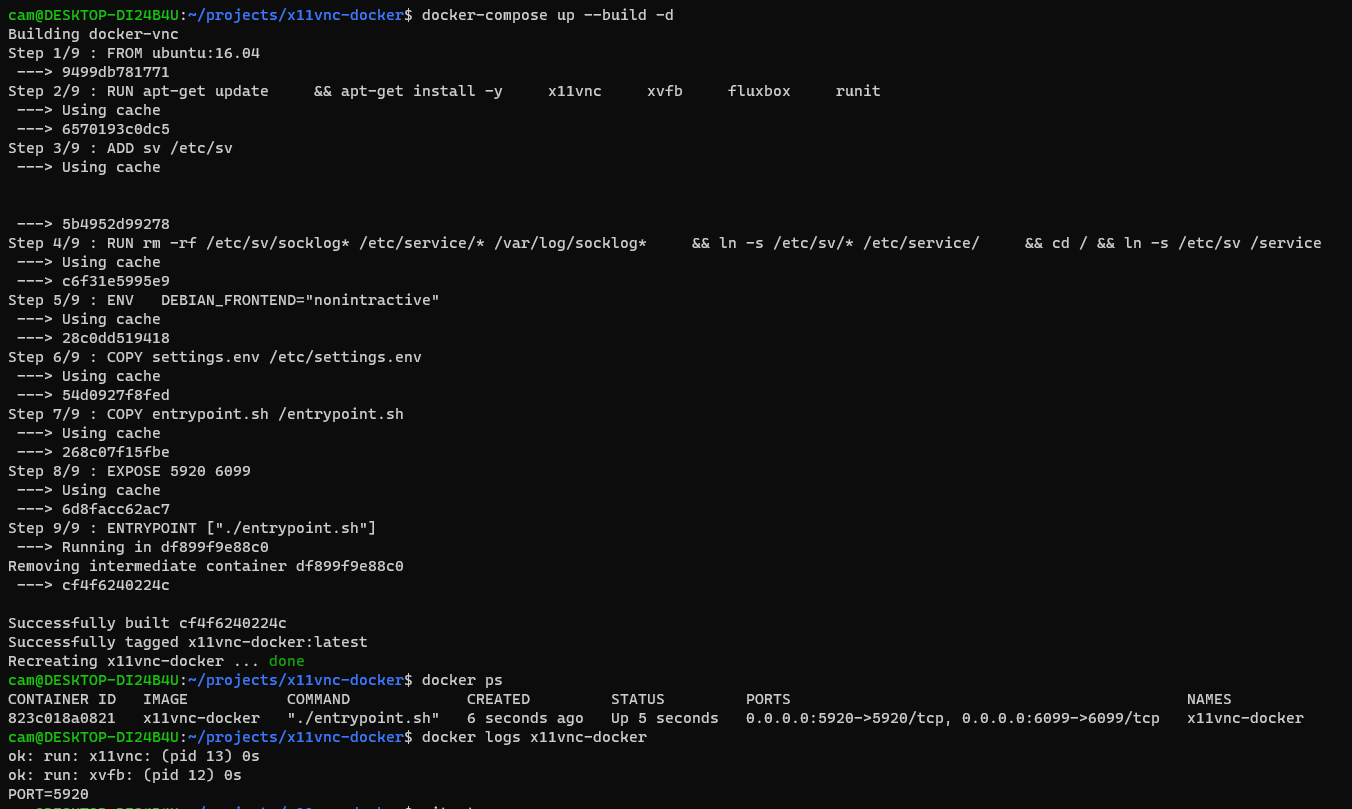 cam@DESKTOP-DI24B4U:~/projects/x11vnc-docker$ docker-compose up --build -d
Building docker-vnc
Step 1/9 : FROM ubuntu:16.04
 ---> 9499db781771
Step 2/9 : RUN apt-get update     && apt-get install -y     x11vnc     xvfb     fluxbox     runit
 ---> Using cache
 ---> 6570193c0dc5
Step 3/9 : ADD sv /etc/sv
 ---> Using cache
 ---> 5b4952d99278
Step 4/9 : RUN rm -rf /etc/sv/socklog* /etc/service/* /var/log/socklog*     && ln -s /etc/sv/* /etc/service/     && cd / && ln -s /etc/sv /service
 ---> Using cache
 ---> c6f31e5995e9
Step 5/9 : ENV   DEBIAN_FRONTEND="nonintractive"
 ---> Using cache
 ---> 28c0dd519418
Step 6/9 : COPY settings.env /etc/settings.env
 ---> Using cache
 ---> 54d0927f8fed
Step 7/9 : COPY entrypoint.sh /entrypoint.sh
 ---> Using cache
 ---> 268c07f15fbe
Step 8/9 : EXPOSE 5920 6099
 ---> Using cache
 ---> 6d8facc62ac7
Step 9/9 : ENTRYPOINT ["./entrypoint.sh"]
 ---> Running in df899f9e88c0
Removing intermediate container df899f9e88c0
 ---> cf4f6240224c
Successfully built cf4f6240224c
Successfully tagged x11vnc-docker:latest
Recreating x11vnc-docker ... done
cam@DESKTOP-DI24B4U:~/projects/x11vnc-docker$ docker ps
CONTAINER ID   IMAGE           COMMAND             CREATED         STATUS         PORTS                                            NAMES
823c018a0821   x11vnc-docker   "./entrypoint.sh"   6 seconds ago   Up 5 seconds   0.0.0.0:5920->5920/tcp, 0.0.0.0:6099->6099/tcp   x11vnc-docker
cam@DESKTOP-DI24B4U:~/projects/x11vnc-docker$ docker logs x11vnc-docker
ok: run: x11vnc: (pid 13) 0s
ok: run: xvfb: (pid 12) 0s
PORT=5920